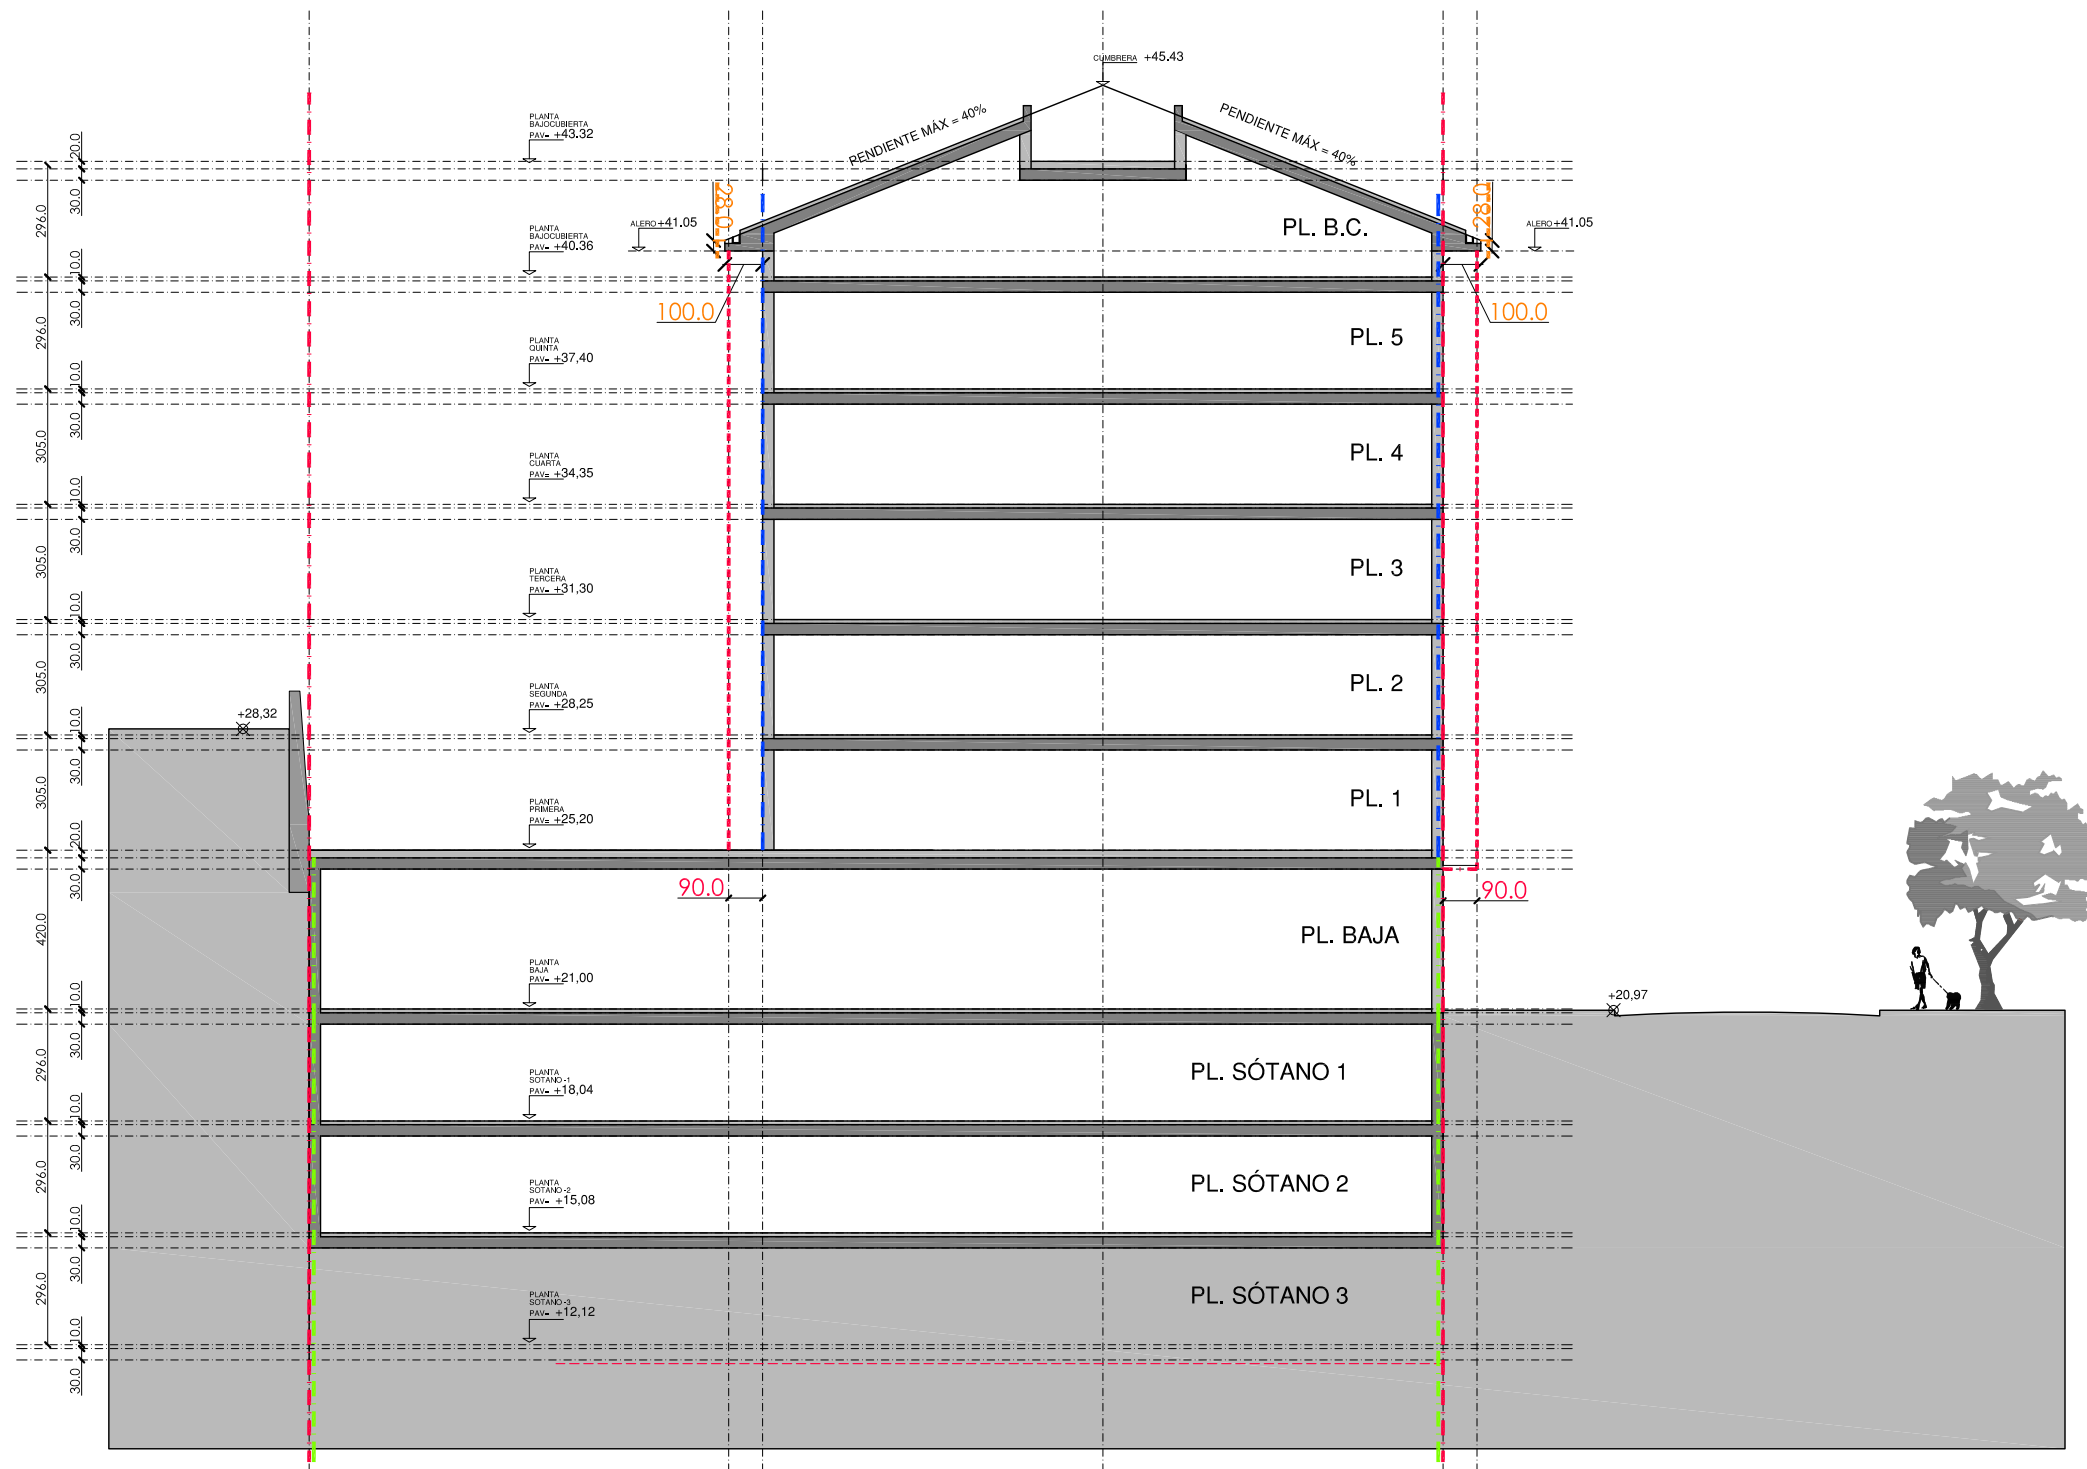 CUMBRERA +45.43
PENDIENTE MÁX = 40%
PENDIENTE MÁX = 40%
PLANTA
BAJOCUBIERTA
PAV= +43.32
ALERO +41.05
ALERO +41.05
28.0
28.0
PL. B.C.
PLANTA
BAJOCUBIERTA
PAV= +40.36
100.0
100.0
PL. 5
PLANTA
QUINTA
PAV= +37,40
PL. 4
PLANTA
CUARTA
PAV= +34,35
PL. 3
PLANTA
TERCERA
PAV= +31,30
PL. 2
PLANTA
SEGUNDA
PAV= +28,25
+28,32
PL. 1
PLANTA
PRIMERA
PAV= +25,20
90.0
90.0
PL. BAJA
PLANTA
BAJA
PAV= +21,00
+20,97
PL. SÓTANO 1
PLANTA
SOTANO -1
PAV= +18,04
PL. SÓTANO 2
PLANTA
SOTANO -2
PAV= +15,08
PL. SÓTANO 3
PLANTA
SOTANO -3
PAV= +12,12
296.0
296.0
305.0
305.0
305.0
305.0
420.0
296.0
296.0
296.0
20.0
30.0
10.0
30.0
10.0
30.0
10.0
30.0
10.0
30.0
10.0
30.0
20.0
30.0
10.0
30.0
10.0
30.0
10.0
30.0
10.0
30.0